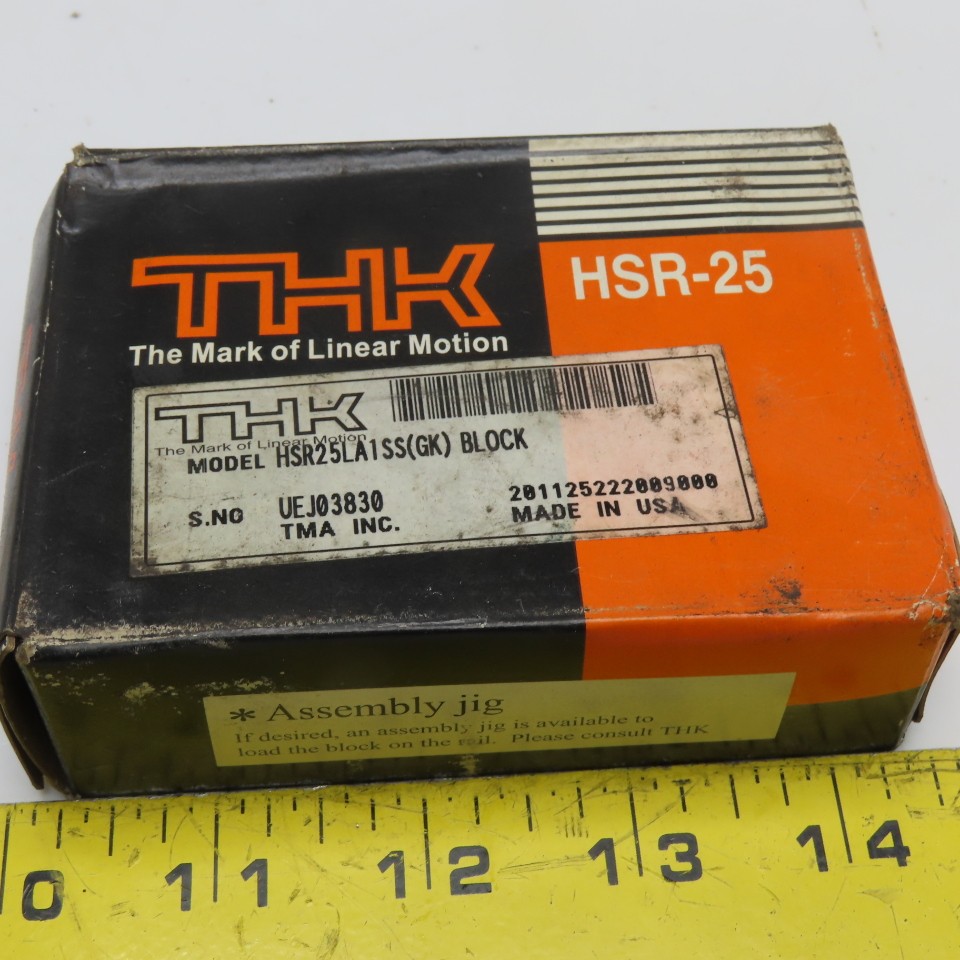 THK
HSR-25
The Mark of Linear Motion
THK
The Mark of Linear Motion
MODEL HSR25LA1SS(GK) BLOCK
S.NO UEJ03830 201125222009000
TMA INC. MADE IN USA
* Assembly jig
If desired, an assembly jig is available to
load the block on the rail. Please consult THK
0 11 12 13 14